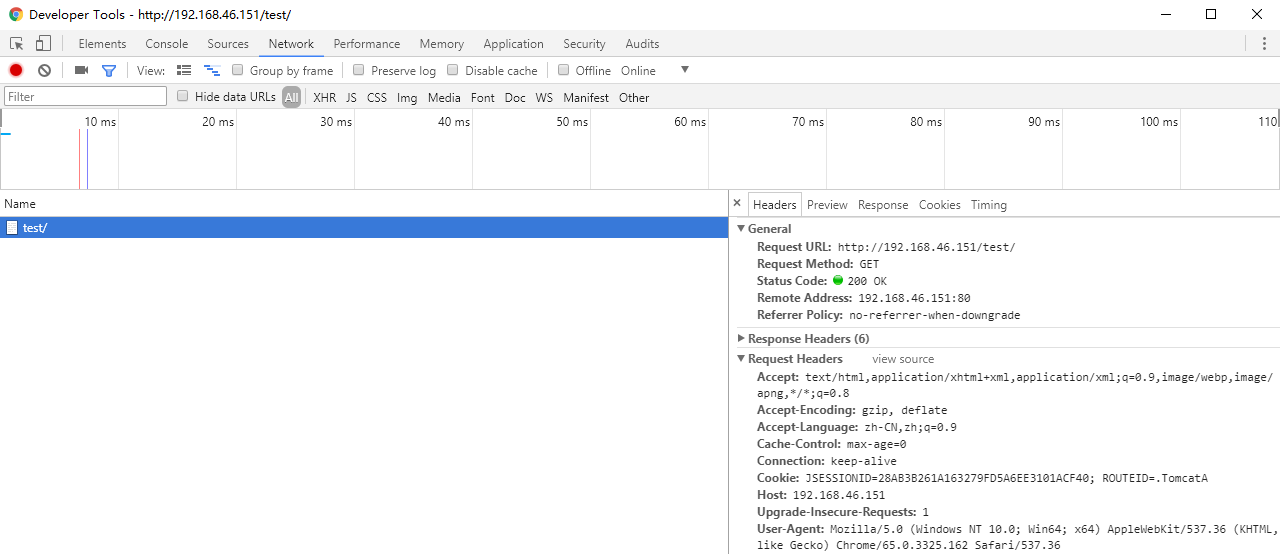 Developer Tools - http://192.168.46.151/test/
Elements Console Sources Network Performance Memory Application Security Audits
View: Group by frame Preserve log Disable cache Offline Online
Filter Hide data URLs All XHR JS CSS Img Media Font Doc WS Manifest Other
10 ms 20 ms 30 ms 40 ms 50 ms 60 ms 70 ms 80 ms 90 ms 100 ms 110
Name
test/
× Headers Preview Response Cookies Timing
General
Request URL: http://192.168.46.151/test/
Request Method: GET
Status Code: 200 OK
Remote Address: 192.168.46.151:80
Referrer Policy: no-referrer-when-downgrade
Response Headers (6)
Request Headers view source
Accept: text/html,application/xhtml+xml,application/xml;q=0.9,image/webp,image/
apng,*/*;q=0.8
Accept-Encoding: gzip, deflate
Accept-Language: zh-CN,zh;q=0.9
Cache-Control: max-age=0
Connection: keep-alive
Cookie: JSESSIONID=28AB3B261A163279FD5A6EE3101ACF40; ROUTEID=.TomcatA
Host: 192.168.46.151
Upgrade-Insecure-Requests: 1
User-Agent: Mozilla/5.0 (Windows NT 10.0; Win64; x64) AppleWebKit/537.36 (KHTML,
like Gecko) Chrome/65.0.3325.162 Safari/537.36